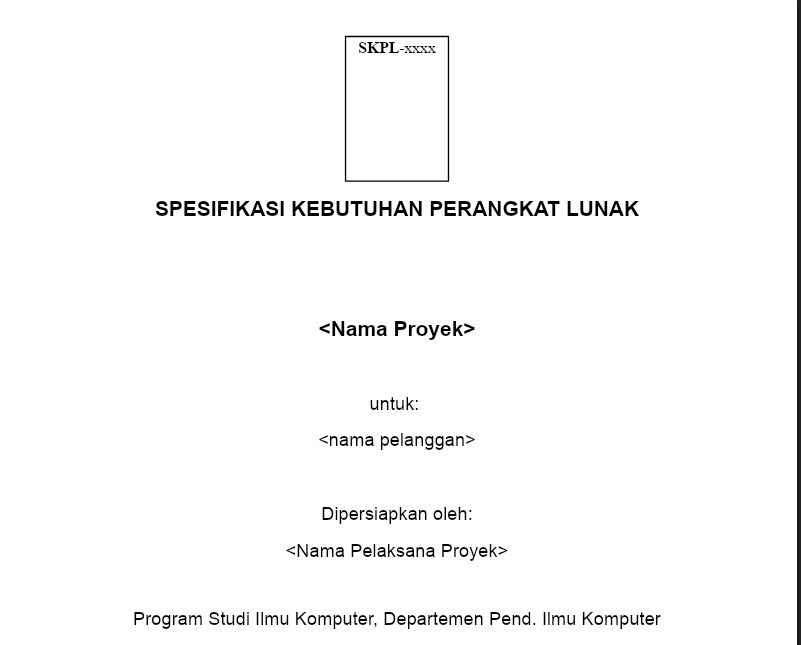 SKPL-xxxx
SPESIFIKASI KEBUTUHAN PERANGKAT LUNAK
<Nama Proyek>
untuk:
<nama pelanggan>
Dipersiapkan oleh:
<Nama Pelaksana Proyek>
Program Studi Ilmu Komputer, Departemen Pend. Ilmu Komputer